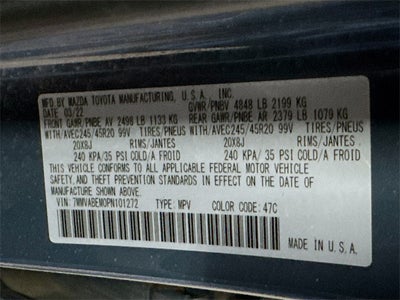 MFD.BY MAZDA TOYOTA MANUFACTURING, U.S.A., INC.
DATE 03/22 GVWR/PNBV 4848 LB 2199 KG
FRONT GAWR/PNBE AV 2498 LB 1133 KG REAR GAWR/PNBE AR 2379 LB 1079 KG
WITH/AVEC245/45R20 99V TIRES/PNEUS WITH/AVEC245/45R20 99V TIRES/PNEUS
20X8J RIMS/JANTES 20X8J RIMS/JANTES
240 KPA/ 35 PSI COLD/A FROID 240 KPA/ 35 PSI COLD/A FROID
THIS VEHICLE CONFORMS TO ALL APPLICABLE FEDERAL MOTOR VEHICLE
SAFETY, AND THEFT PREVENTION STANDARDS IN EFFECT ON THE DATE OF
MANUFACTURE SHOWN ABOVE.
VIN: 7MMVABEM0PN101272 TYPE: MPV COLOR CODE: 47C
MADE IN U.S.A.